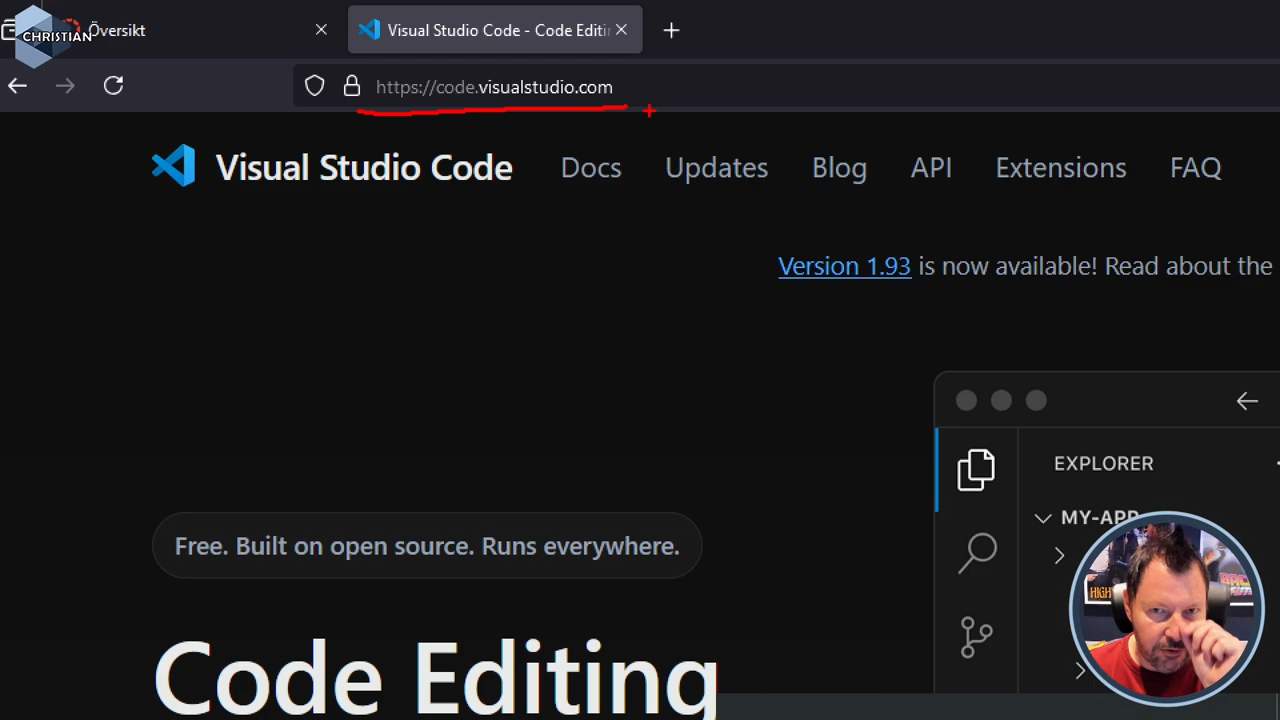 CHRISTIAN
Översikt
Visual Studio Code - Code Editi
https://code.visualstudio.com
Visual Studio Code
Docs
Updates
Blog
API
Extensions
FAQ
Version 1.93 is now available! Read about the
EXPLORER
MY-APP
Free. Built on open source. Runs everywhere.
Code Editing